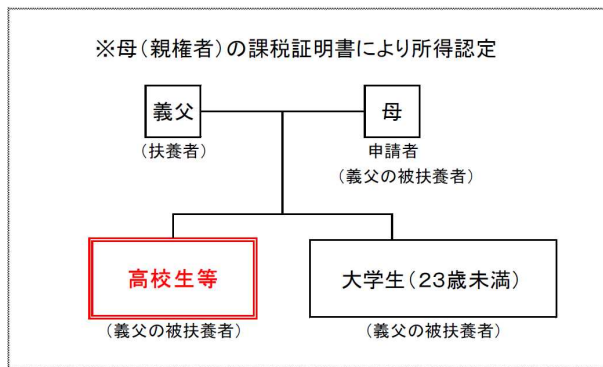 ※母（親権者）の課税証明書により所得認定
義父
母
（扶養者）
申請者
（義父の被扶養者）
高校生等
大学生（２３歳未満）
（義父の被扶養者）
（義父の被扶養者）